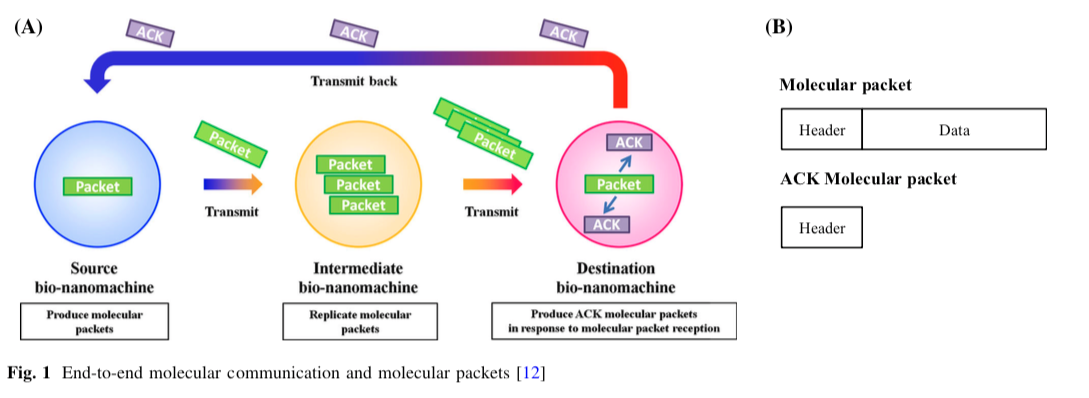 (A)
ACK
ACK
ACK
Transmit back
Packet
Packet
Packet
Transmit
Packet
Packet
Packet
Packet
Transmit
ACK
Packet
ACK
Source
bio-nanomachine
Produce molecular
packets
Intermediate
bio-nanomachine
Replicate molecular
packets
Destination
bio-nanomachine
Produce ACK molecular packets
in response to molecular packet reception
(B)
Molecular packet
Header Data
ACK Molecular packet
Header
Fig. 1 End-to-end molecular communication and molecular packets [12]